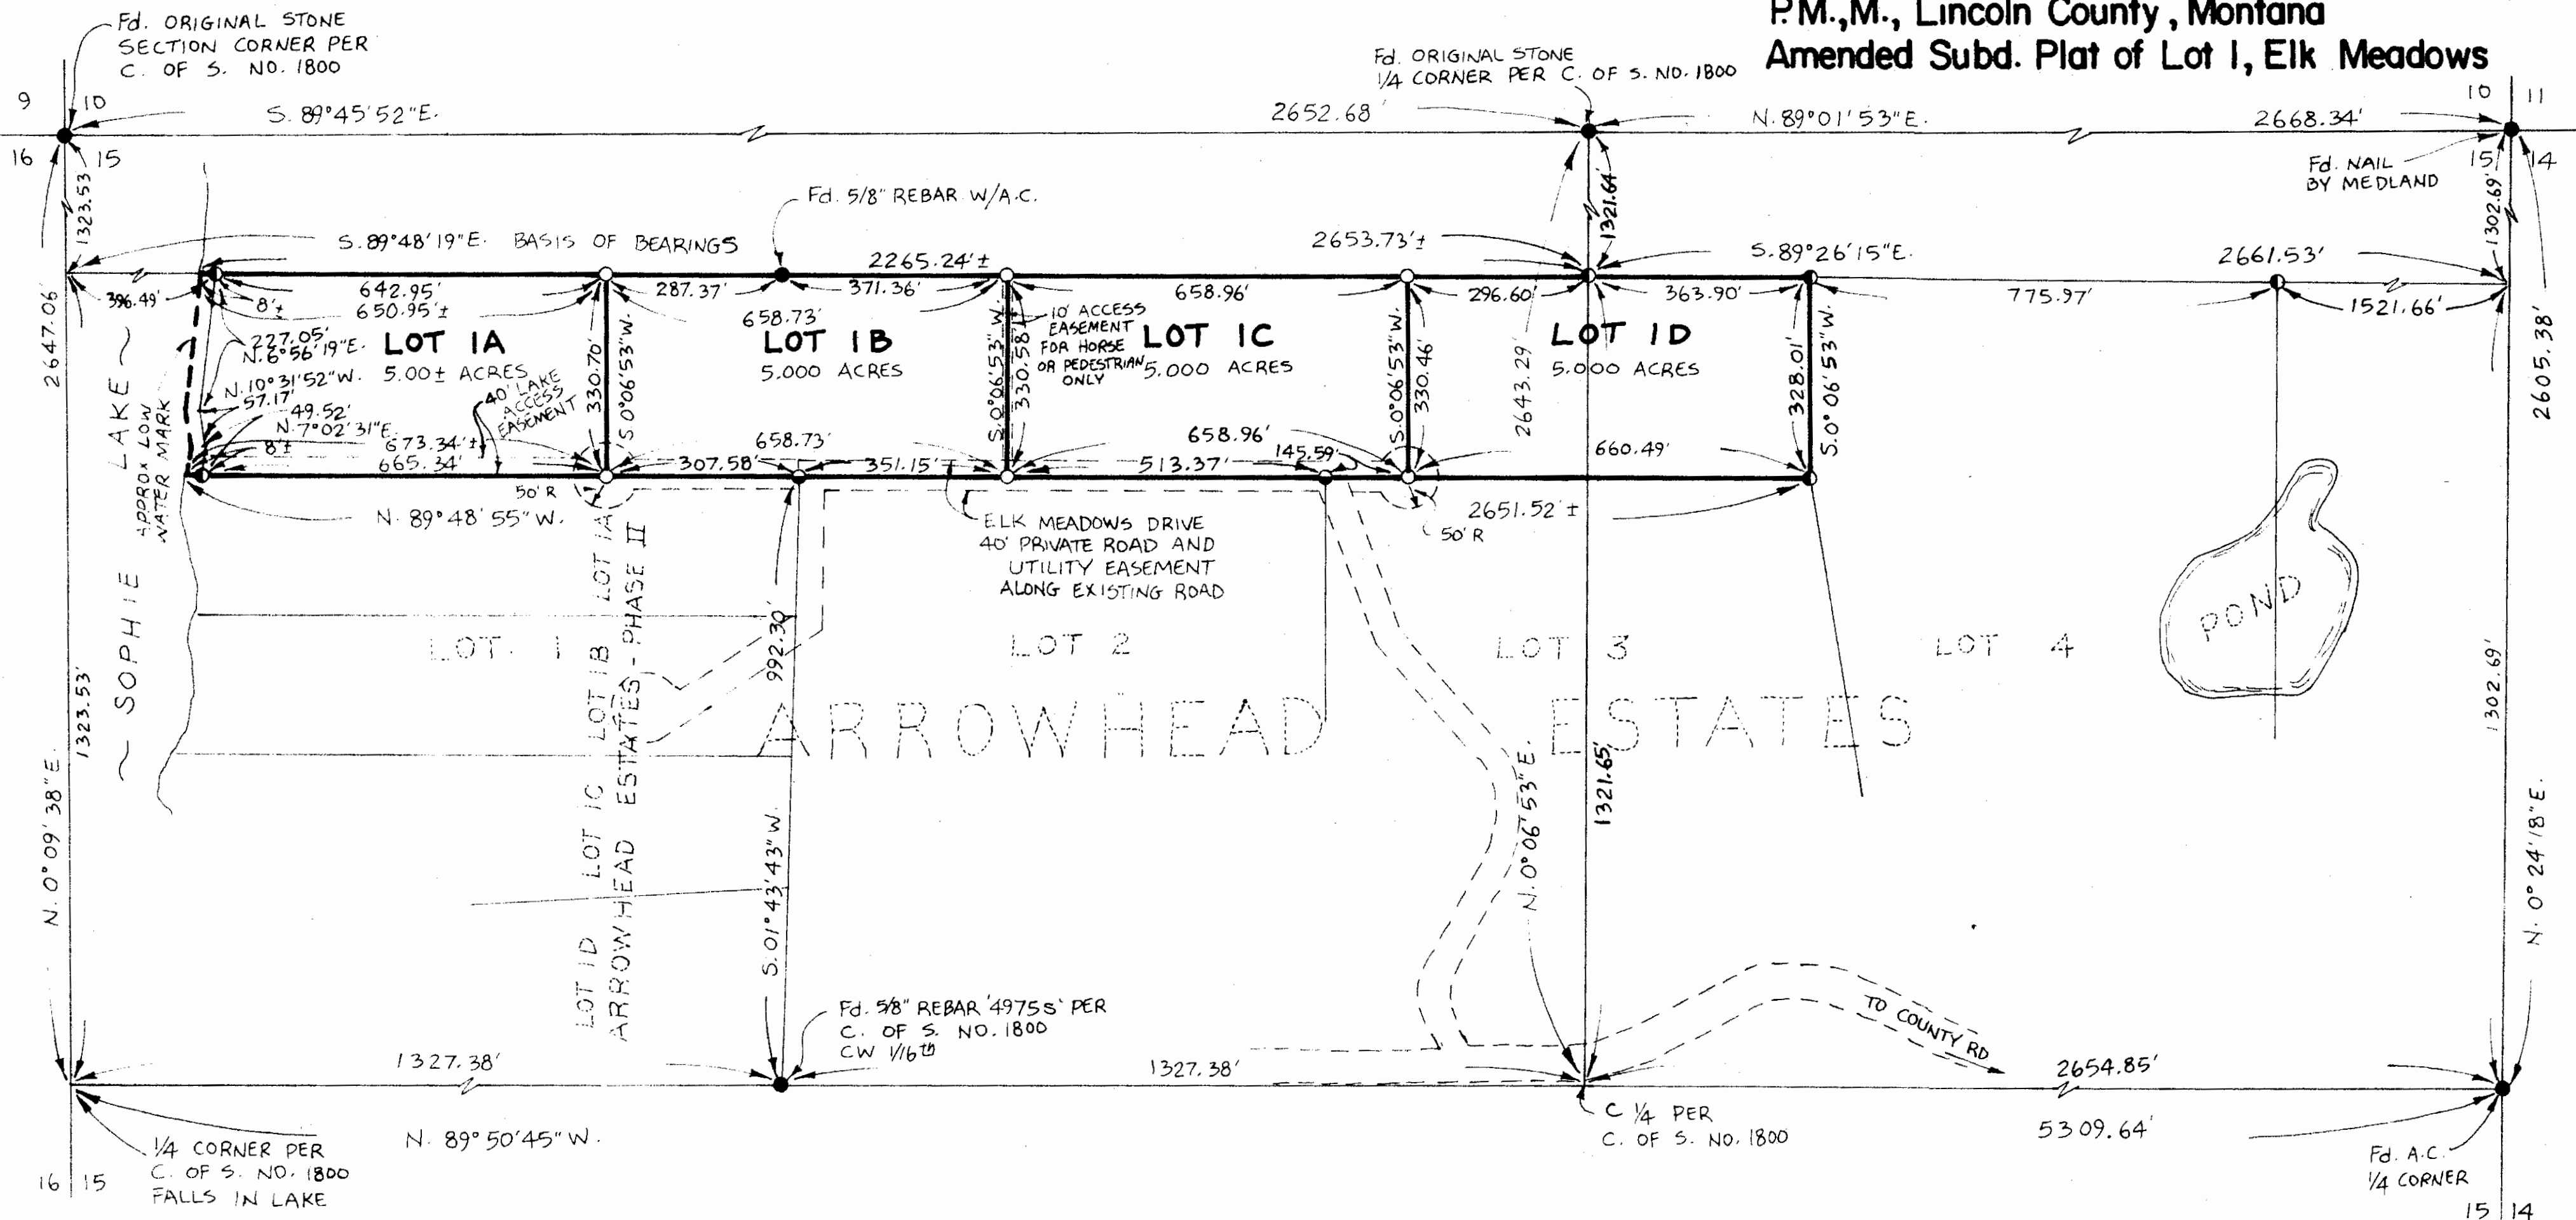 P.M.,M., Lincoln County, Montana
Amended Subd. Plat of Lot 1, Elk Meadows
Fd. ORIGINAL STONE
SECTION CORNER PER
C. OF S. NO. 1800
Fd. ORIGINAL STONE
1/4 CORNER PER C. OF S. NO. 1800
9 10
16 15
S. 89°45'52"E.
2652.68'
N. 89°01'53"E.
2668.34'
10 11
15 14
Fd. NAIL
BY MEDLAND
1323.53'
Fd. 5/8" REBAR W/A.C.
1321.64'
1302.69'
S. 89°48'19"E. BASIS OF BEARINGS
2653.73'±
S. 89°26'15"E.
2661.53'
2265.24'±
396.49'
8'±
642.95'
650.95'±
287.37'
371.36'
658.73'
658.96'
296.60'
363.90'
775.97'
1521.66'
2647.06'
2605.38'
227.05'
N. 6°56'19"E.
N. 10°31'52"W.
57.17'
49.52'
N. 7°02'31"E.
8'±
LOT 1A
5.00± ACRES
40' LAKE
ACCESS
EASEMENT
330.70'
S. 0°06'53"W.
LOT 1B
5.000 ACRES
S. 0°06'53"W.
330.58'
10' ACCESS
EASEMENT
FOR HORSE
OR PEDESTRIAN
ONLY
LOT 1C
5.000 ACRES
S. 0°06'53"W.
330.46'
2643.29'
LOT 1D
5.000 ACRES
328.01'
S. 0°06'53"W.
673.34'±
665.34'
658.73'
307.58'
351.15'
658.96'
513.37'
145.59'
660.49'
APPROX LOW
WATER MARK
~ SOPHIE LAKE ~
50' R
N. 89°48'55"W.
ELK MEADOWS DRIVE
40' PRIVATE ROAD AND
UTILITY EASEMENT
ALONG EXISTING ROAD
2651.52'±
50' R
LOT 1
LOT 2
LOT 3
LOT 4
POND
ARROWHEAD ESTATES
LOT 1D LOT 1C LOT 1B LOT 1A
ARROWHEAD ESTATES - PHASE II
992.30'
S. 01°43'43"W.
1323.53'
N. 0°09'38"E.
N. 0°06'53"E.
1321.65'
1302.69'
N. 0°24'18"E.
Fd. 5/8" REBAR '4975S' PER
C. OF S. NO. 1800
CW 1/16th
TO COUNTY RD
1327.38'
1327.38'
2654.85'
1/4 CORNER PER
C. OF S. NO. 1800
FALLS IN LAKE
N. 89°50'45"W.
C 1/4 PER
C. OF S. NO. 1800
5309.64'
Fd. A.C.
1/4 CORNER
16 15
15 14